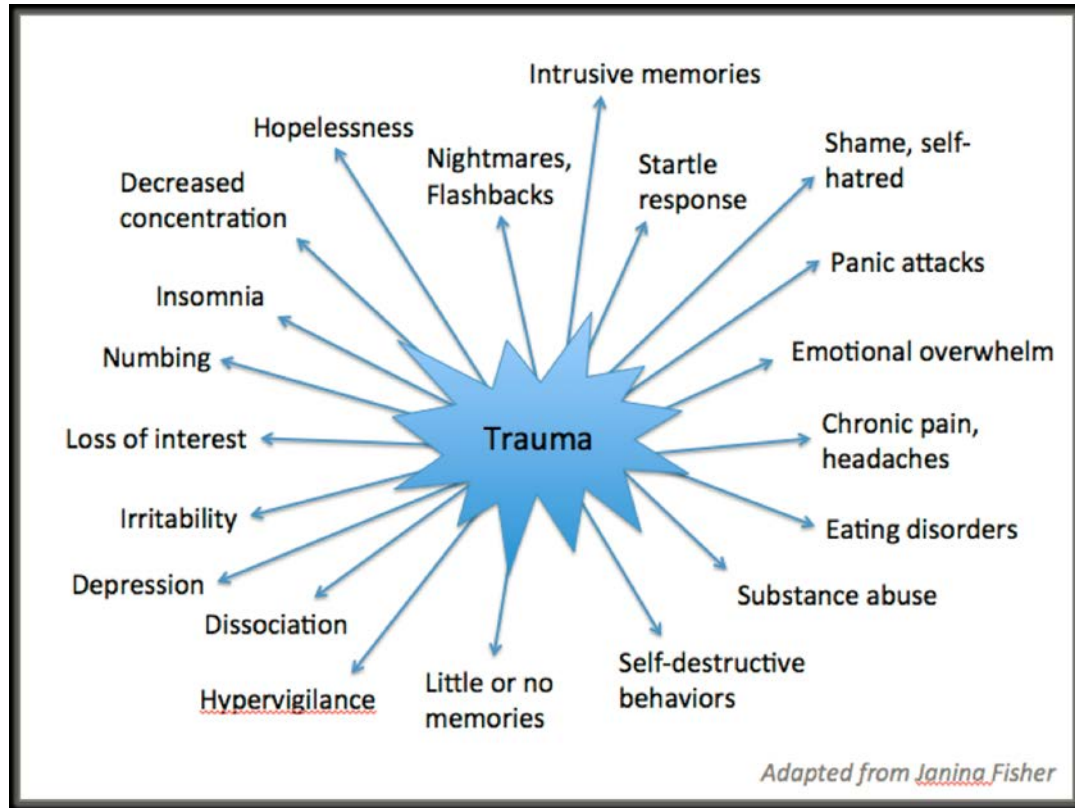 Intrusive memories
Hopelessness
Nightmares,
Flashbacks
Startle
response
Shame, self-
hatred
Decreased
concentration
Panic attacks
Insomnia
Numbing
Emotional overwhelm
Loss of interest
Trauma
Chronic pain,
headaches
Irritability
Eating disorders
Depression
Substance abuse
Dissociation
Hypervigilance
Little or no
memories
Self-destructive
behaviors
Adapted from Janina Fisher